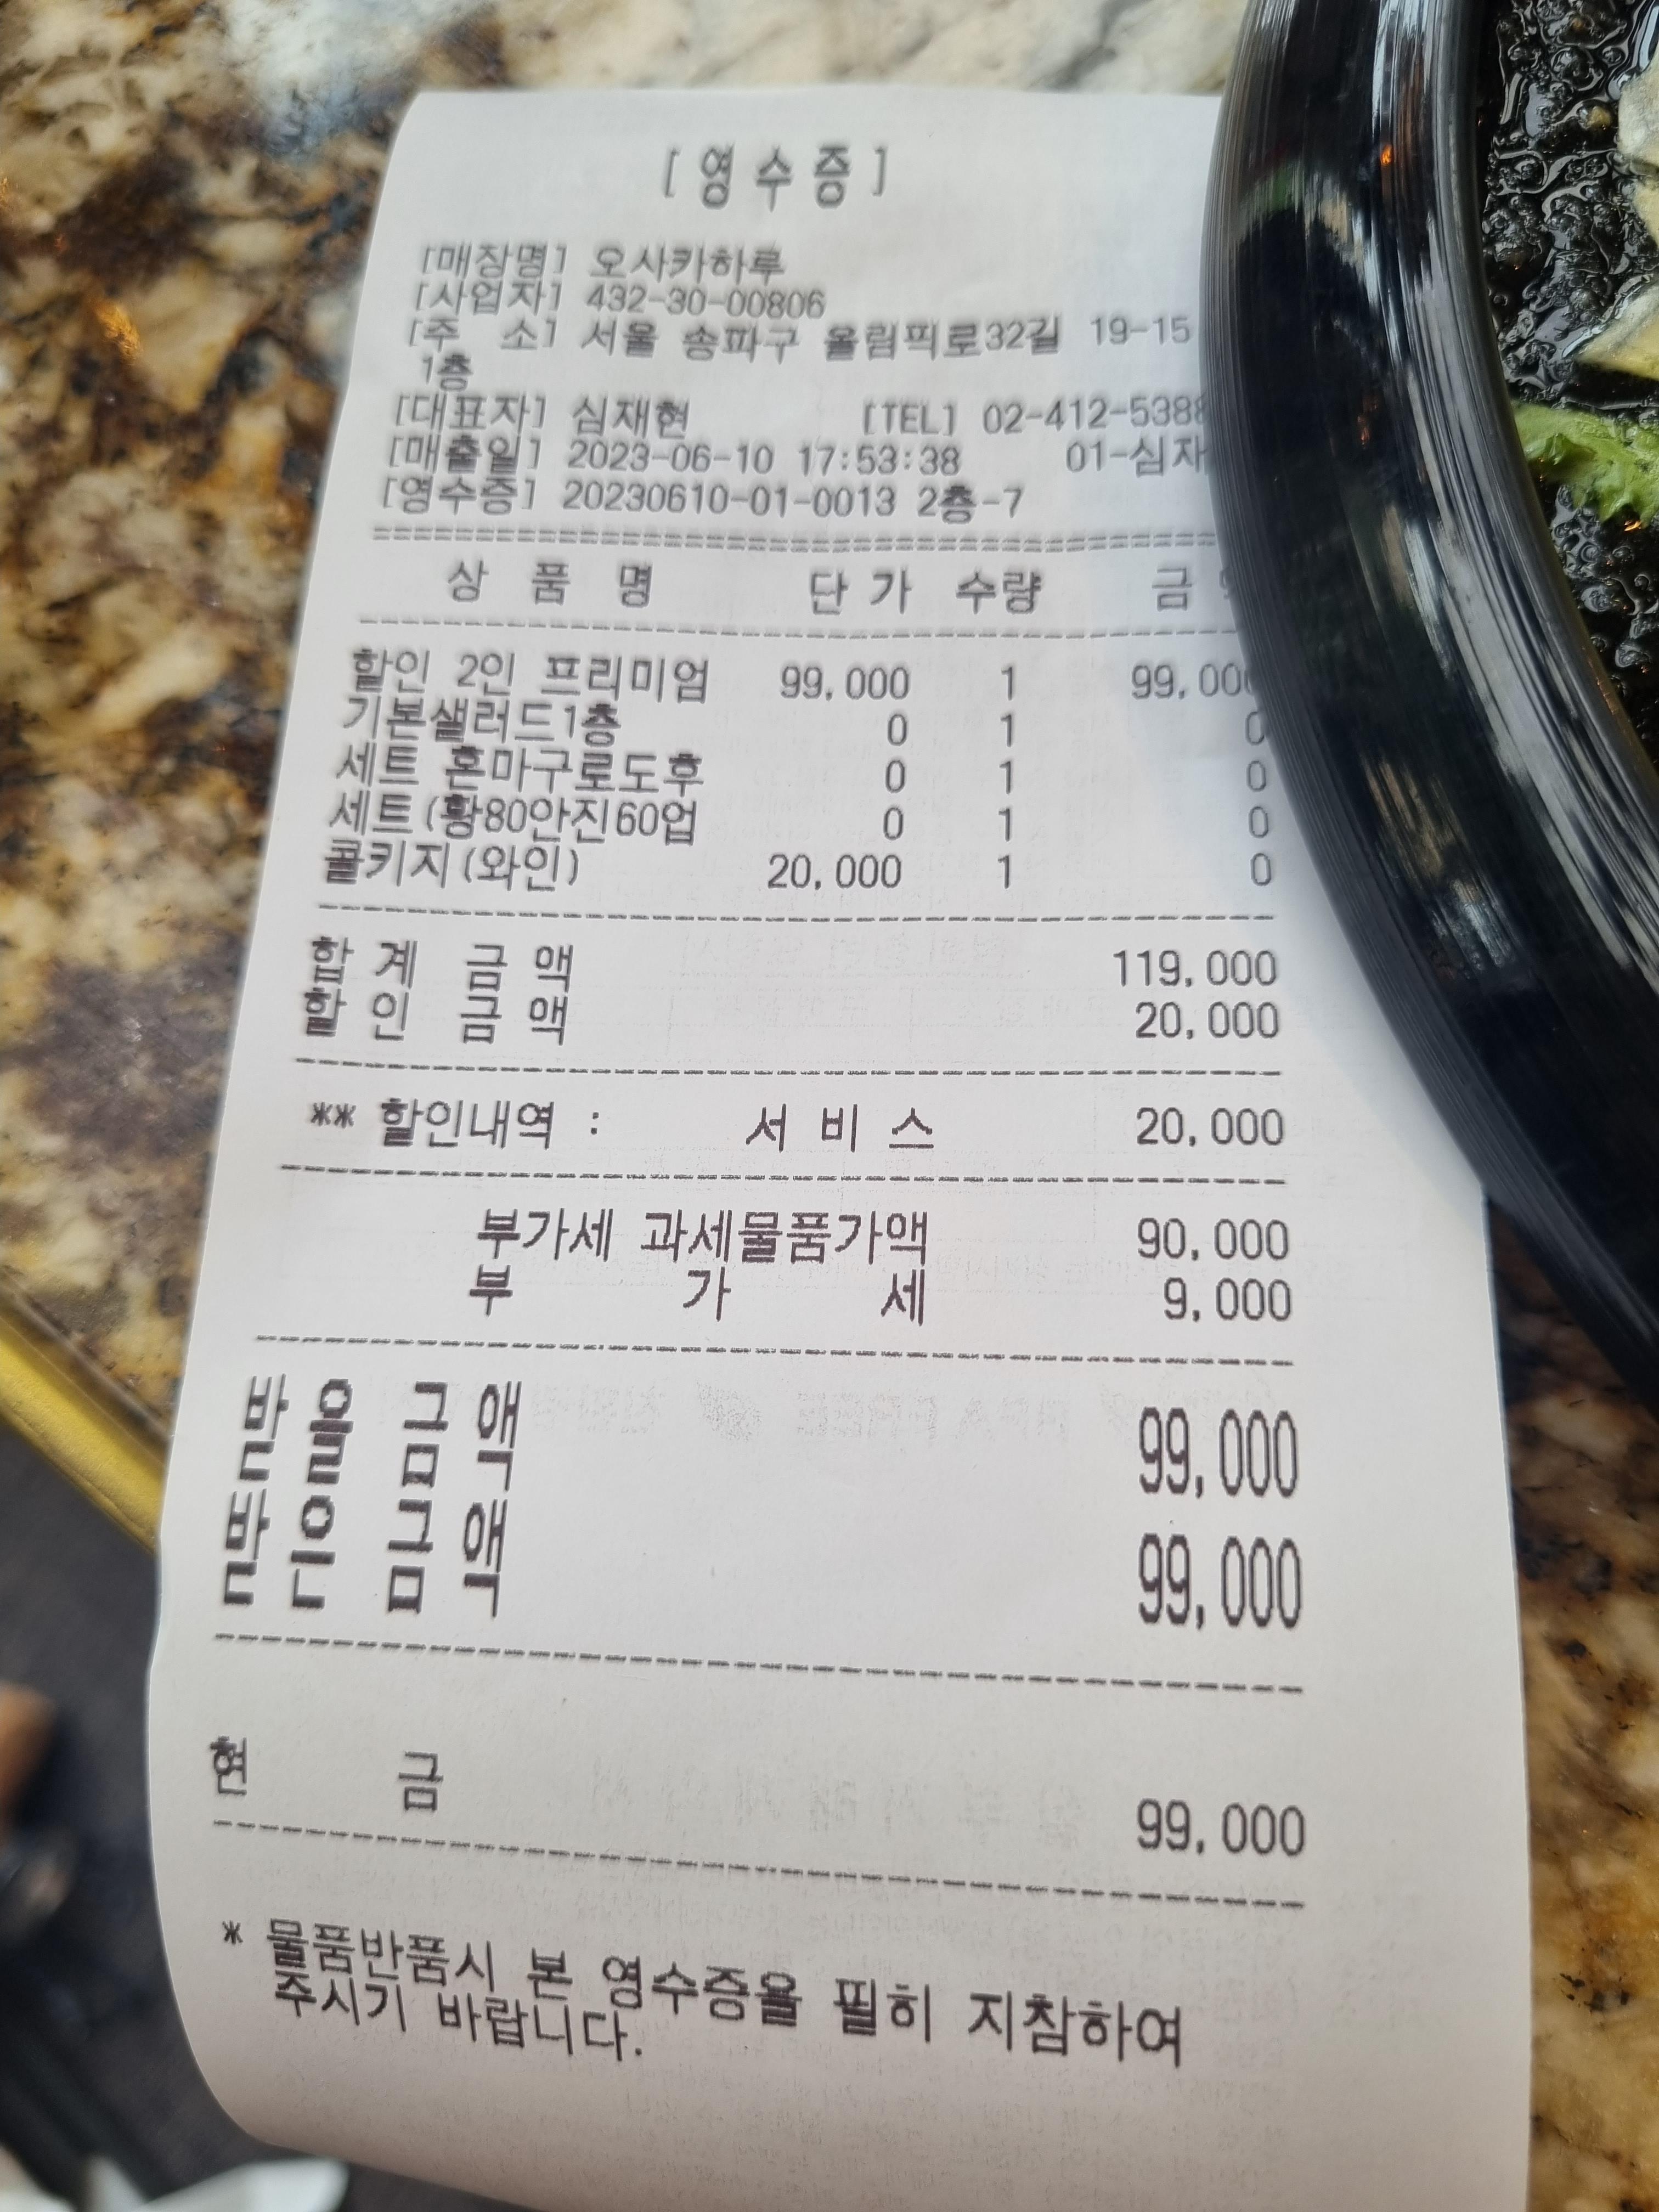 [ 영 수 증 ]
[매장명] 오사카하루
[사업자] 432-30-00806
[주 소] 서울 송파구 올림픽로32길 19-15
1층
[대표자] 심재현 [TEL] 02-412-5388
[매출일] 2023-06-10 17:53:38 01-심재
[영수증] 20230610-01-0013 2층-7
상 품 명 단 가 수량 금
할인 2인 프리미엄 99,000 1 99,000
기본샐러드1층 0 1 0
세트 혼마구로도후 0 1 0
세트(황80안진60업 0 1 0
콜키지(와인) 20,000 1 0
합 계 금 액 119,000
할 인 금 액 20,000
** 할인내역 : 서 비 스 20,000
부가세 과세물품가액 90,000
부 가 세 9,000
받 을 금 액 99,000
받 은 금 액 99,000
현 금 99,000
* 물품반품시 본 영수증을 필히 지참하여
주시기 바랍니다.